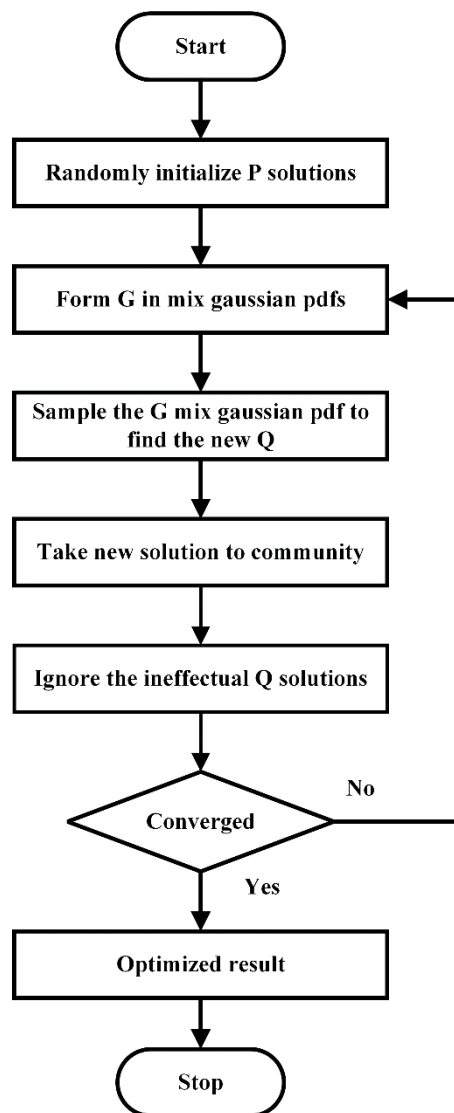 Start
Randomly initialize P solutions
Form G in mix gaussian pdfs
Sample the G mix gaussian pdf to
find the new Q
Take new solution to community
Ignore the ineffectual Q solutions
No
Converged
Yes
Optimized result
Stop